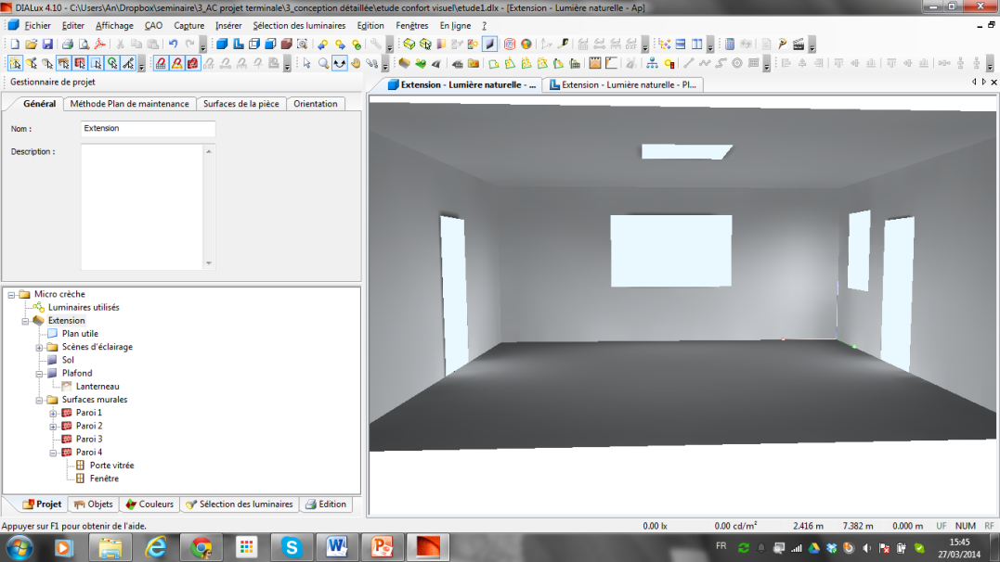 DIALux 4.10 - C:\Users\An\Dropbox\seminaire\3_AC projet terminale\3_conception détaillée\etude confort visuel\etude1.dlx - [Extension - Lumière naturelle - Ap]
Fichier Editer Affichage CAO Capture Insérer Sélection des luminaires Edition Fenêtres En ligne ?
Gestionnaire de projet
Extension - Lumière naturelle - ... Extension - Lumière naturelle - Pl...
Général Méthode Plan de maintenance Surfaces de la pièce Orientation
Nom : Extension
Description :
Micro crèche
Luminaires utilisés
Extension
Plan utile
Scènes d'éclairage
Sol
Plafond
Lanterneau
Surfaces murales
Paroi 1
Paroi 2
Paroi 3
Paroi 4
Porte vitrée
Fenêtre
Projet Objets Couleurs Sélection des luminaires Edition
Appuyer sur F1 pour obtenir de l'aide. 0.00 lx 0.00 cd/m² 2.416 m 7.382 m 0.000 m UF NUM RF
FR 15:45
27/03/2014